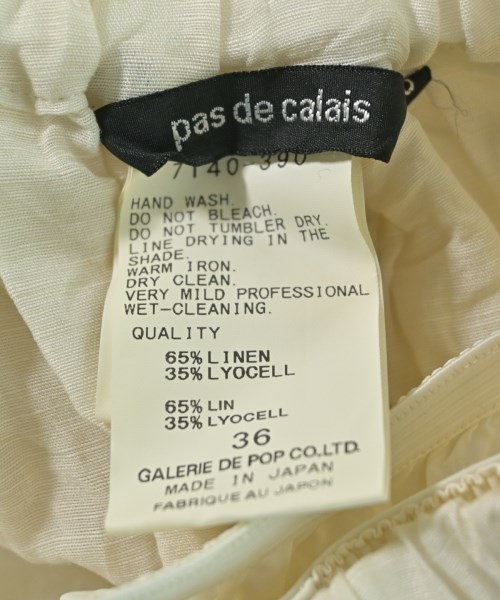 pas de calais
7140-390
HAND WASH.
DO NOT BLEACH.
DO NOT TUMBLER DRY.
LINE DRYING IN THE
SHADE.
WARM IRON.
DRY CLEAN.
VERY MILD PROFESSIONAL
WET-CLEANING.
QUALITY
65% LINEN
35% LYOCELL
65% LIN
35% LYOCELL
36
GALERIE DE POP CO.LTD.
MADE IN JAPAN
FABRIQUE AU JAPON